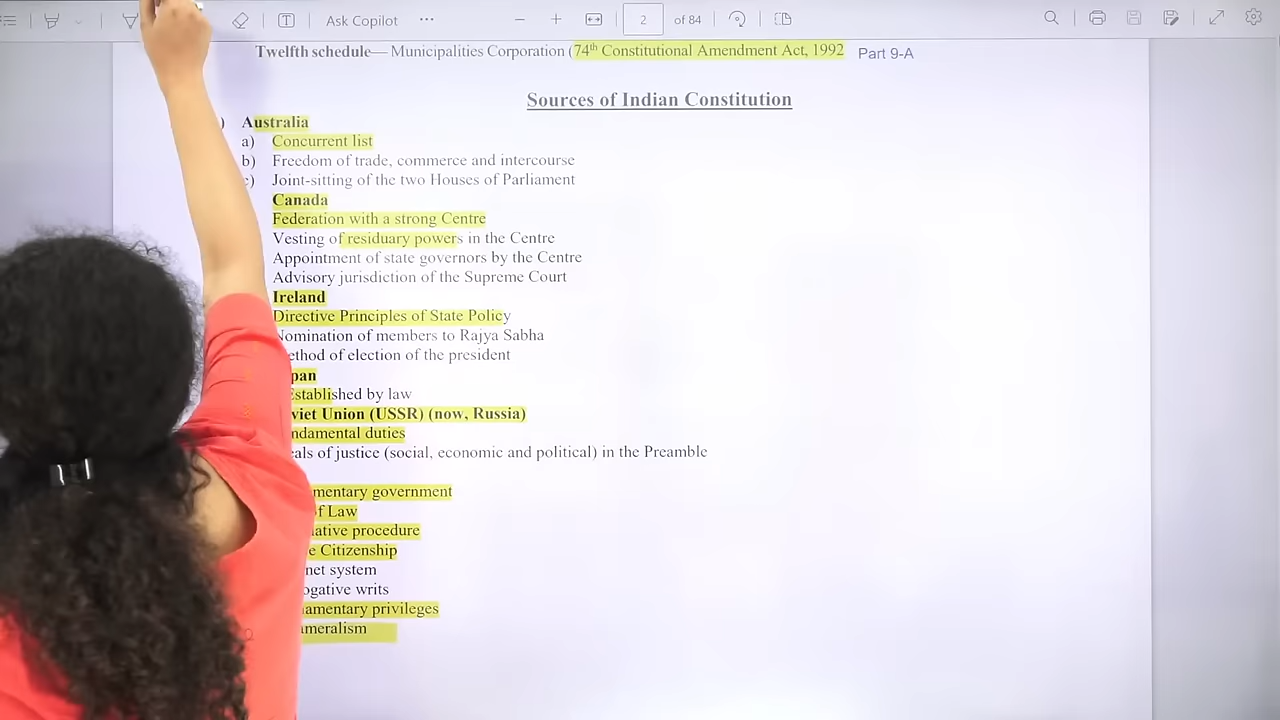 Ask Copilot
2 of 84
Twelfth schedule— Municipalities Corporation (74th Constitutional Amendment Act, 1992 Part 9-A
Sources of Indian Constitution
) Australia
a) Concurrent list
b) Freedom of trade, commerce and intercourse
c) Joint-sitting of the two Houses of Parliament
Canada
Federation with a strong Centre
Vesting of residuary powers in the Centre
Appointment of state governors by the Centre
Advisory jurisdiction of the Supreme Court
Ireland
Directive Principles of State Policy
Nomination of members to Rajya Sabha
ethod of election of the president
pan
Established by law
viet Union (USSR) (now, Russia)
ndamental duties
als of justice (social, economic and political) in the Preamble
mentary government
f Law
ative procedure
e Citizenship
net system
ogative writs
amentary privileges
ameralism